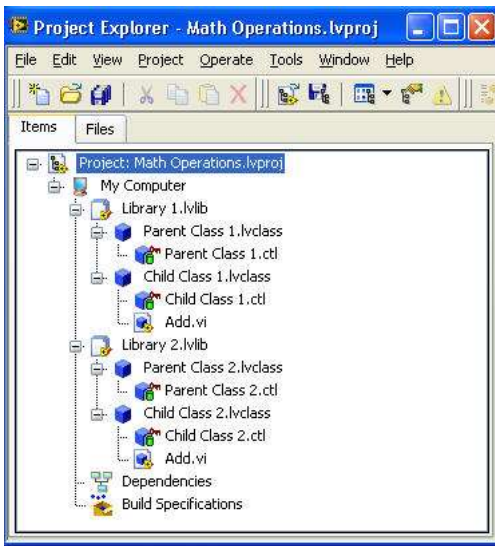 Project Explorer - Math Operations.lvproj
File Edit View Project Operate Tools Window Help
Items Files
Project: Math Operations.lvproj
My Computer
Library 1.lvlib
Parent Class 1.lvclass
Parent Class 1.ctl
Child Class 1.lvclass
Child Class 1.ctl
Add.vi
Library 2.lvlib
Parent Class 2.lvclass
Parent Class 2.ctl
Child Class 2.lvclass
Child Class 2.ctl
Add.vi
Dependencies
Build Specifications